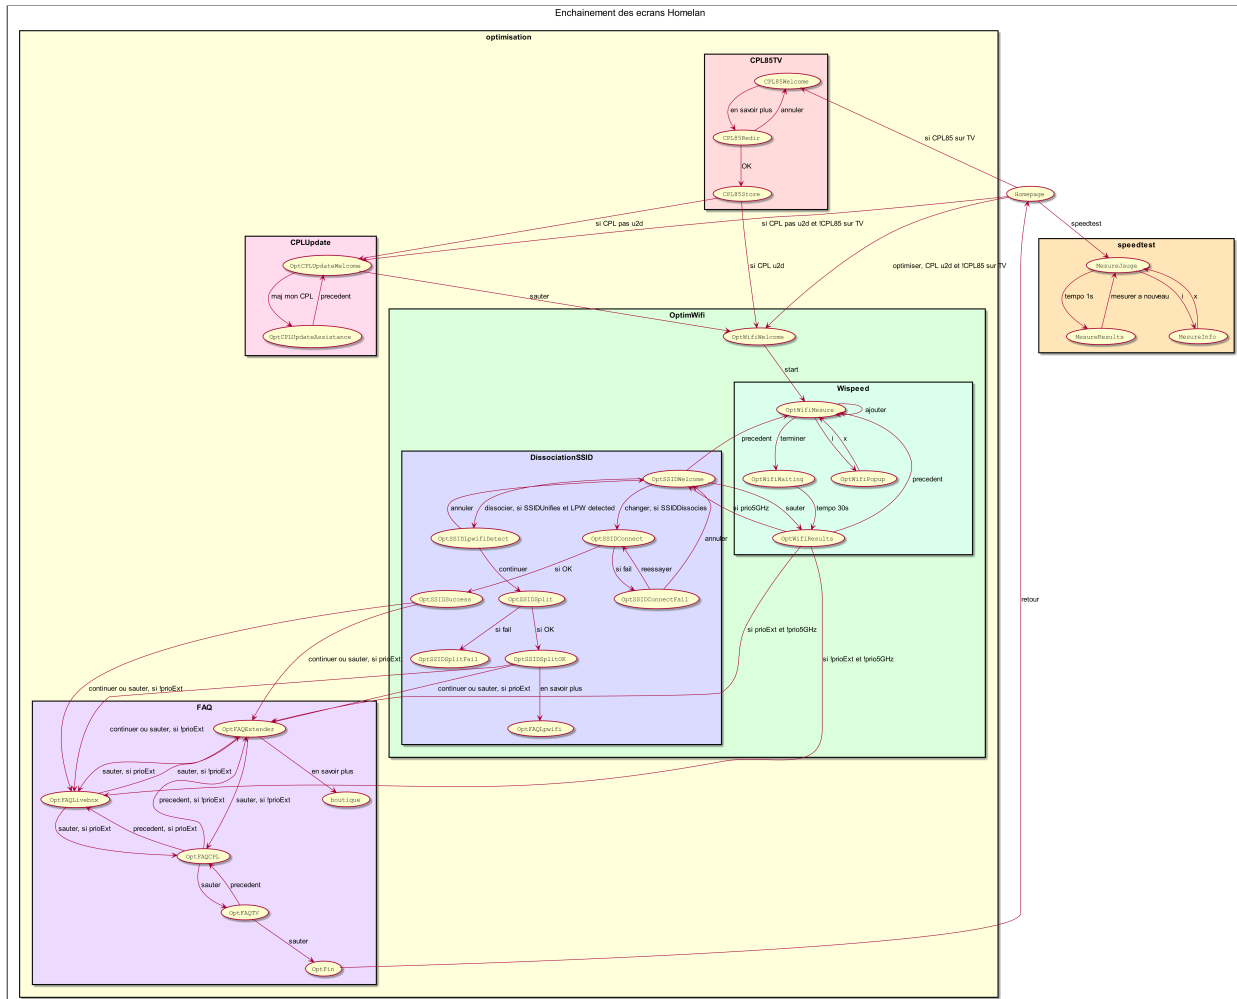 Enchainement des ecrans Homelan
optimisation
CPL85TV
CPL85Welcome
en savoir plus
annuler
si CPL85 sur TV
CPL85Redir
OK
CPL85Store
Homepage
si CPL pas u2d
si CPL pas u2d et !CPL85 sur TV
speedtest
CPLUpdate
speedtest
OptCPLUpdateWelcome
si CPL u2d
optimiser, CPL u2d et !CPL85 sur TV
MesureJauge
maj mon CPL
precedent
sauter
tempo 1s
mesurer a nouveau
i
x
OptimWifi
OptCPLUpdateAssistance
OptWifiWelcome
MesureResults
MesureInfo
start
Wispeed
OptWifiMesure
ajouter
precedent
terminer
i
x
DissociationSSID
OptSSIDWelcome
OptWifiWaiting
OptWifiPopup
precedent
annuler
dissocier, si SSIDUnifies et LPW detected
changer, si SSIDDissocies
si prio5GHz
sauter
tempo 30s
OptSSIDLpwifiDetect
OptSSIDConnect
annuler
OptWifiResults
continuer
si OK
si fail
reessayer
OptSSIDSuccess
OptSSIDSplit
OptSSIDConnectFail
si fail
si OK
si prioExt et !prio5GHz
OptSSIDSplitFail
OptSSIDSplitOK
continuer ou sauter, si prioExt
si !prioExt et !prio5GHz
continuer ou sauter, si !prioExt
continuer ou sauter, si prioExt
en savoir plus
retour
FAQ
OptFAQExtender
continuer ou sauter, si !prioExt
OptFAQLpwifi
sauter, si prioExt
sauter, si !prioExt
en savoir plus
OptFAQLivebox
precedent, si !prioExt
sauter, si !prioExt
boutique
sauter, si prioExt
precedent, si prioExt
OptFAQCPL
sauter
precedent
OptFAQTV
sauter
OptFin